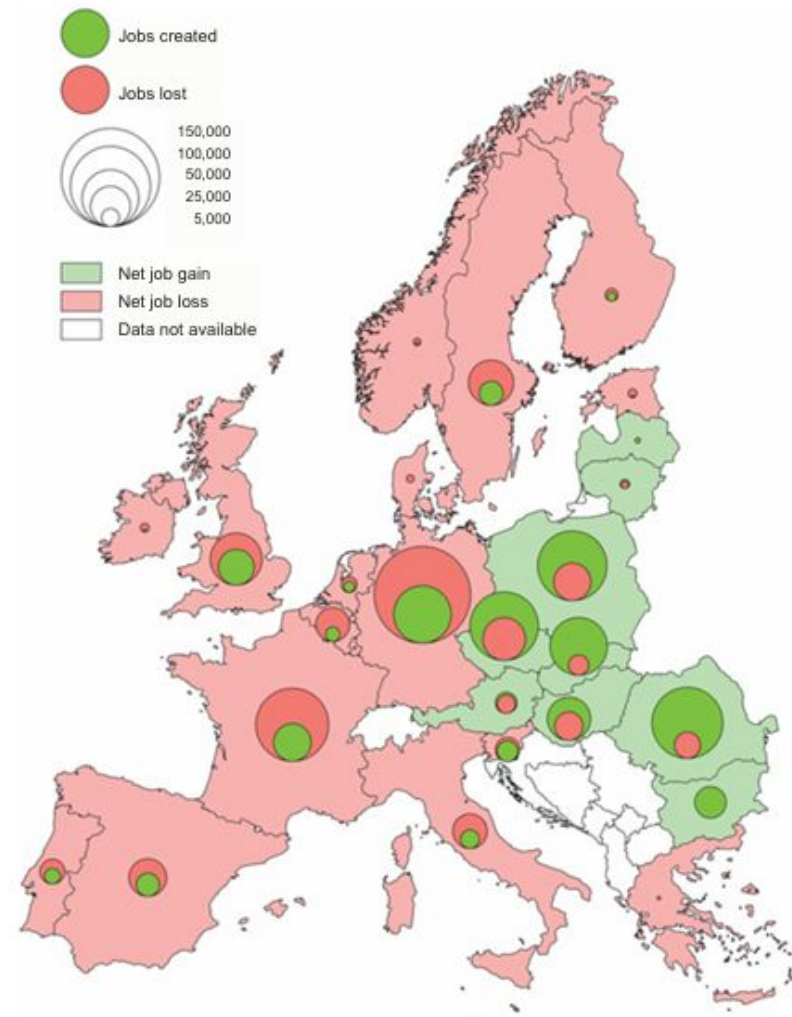 Jobs created
Jobs lost
150,000
100,000
50,000
25,000
5,000
Net job gain
Net job loss
Data not available